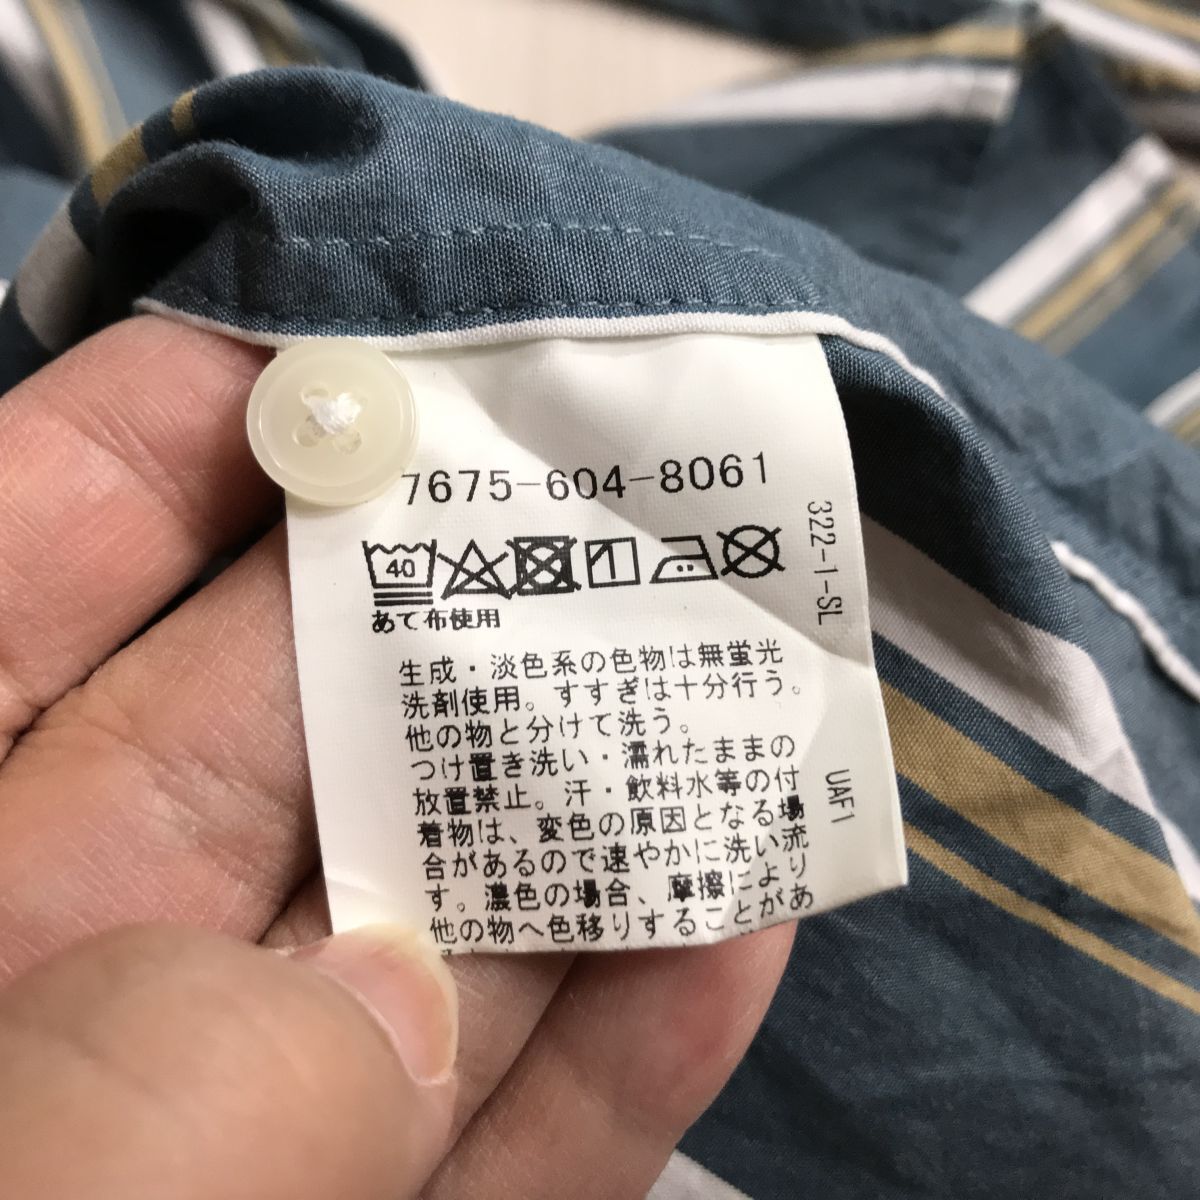 7675-604-8061
40
あて布使用
生成・淡色系の色物は無蛍光
洗剤使用。すすぎは十分行う。
他の物と分けて洗う。
つけ置き洗い・濡れたままの
放置禁止。汗・飲料水等の付
着物は、変色の原因となる場
合があるので速やかに洗い流
す。濃色の場合、摩擦により
他の物へ色移りすることがあ
322-1-SL
UAF1